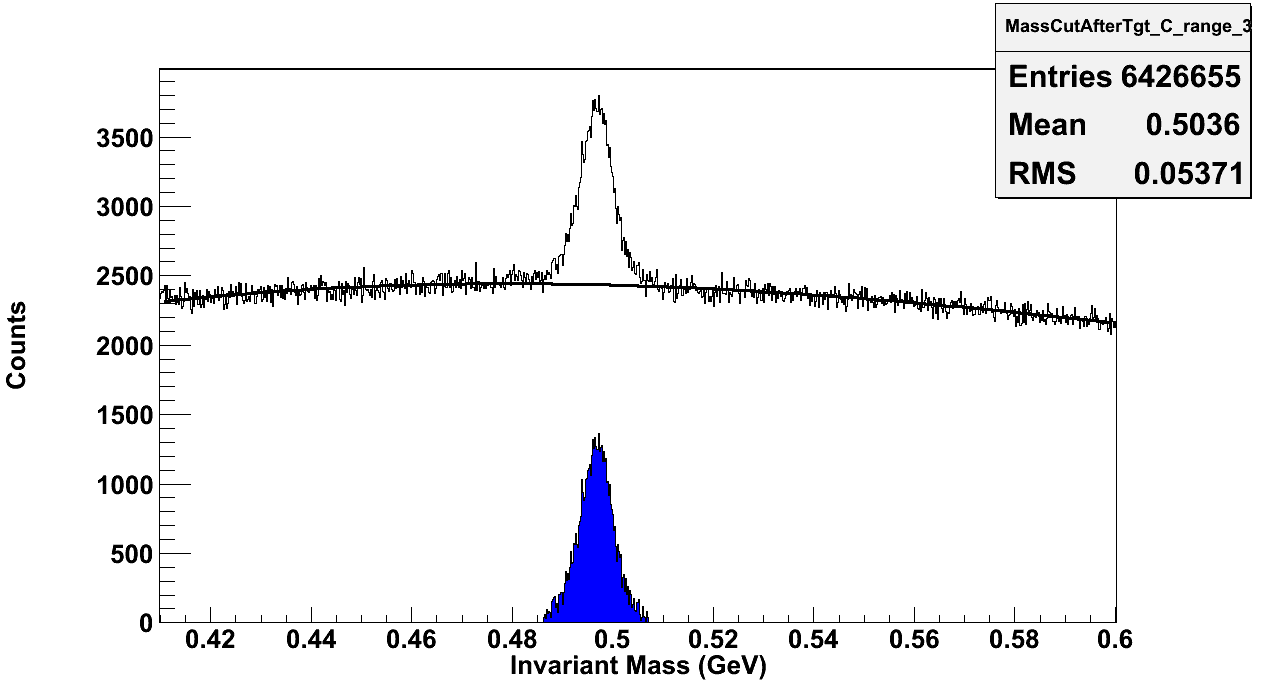 MassCutAfterTgt_C_range_3
Entries 6426655
Mean 0.5036
RMS 0.05371
3500
3000
2500
2000
1500
1000
500
0
Counts
0.42 0.44 0.46 0.48 0.5 0.52 0.54 0.56 0.58 0.6
Invariant Mass (GeV)